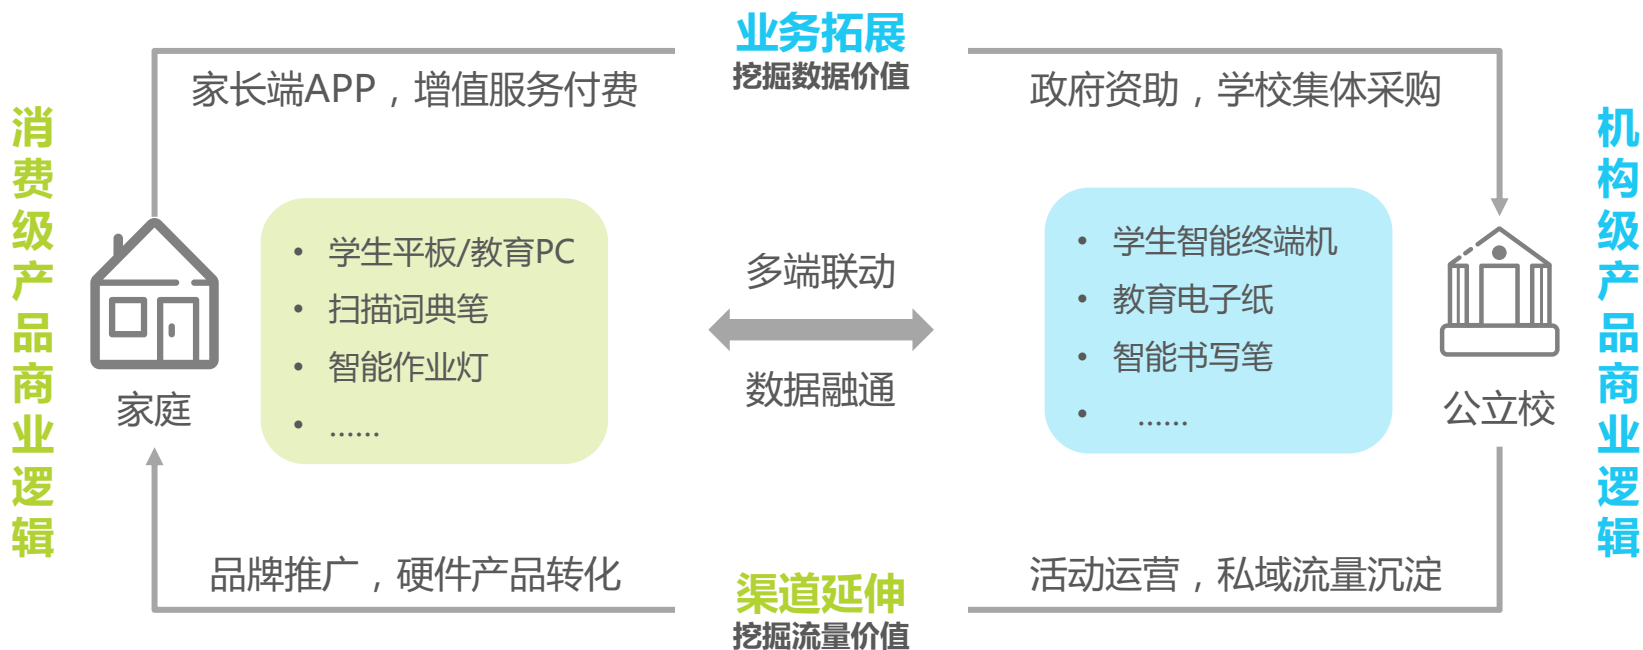 业务拓展
挖掘数据价值
家长端APP，增值服务付费
政府资助，学校集体采购
消费级产品商业逻辑
• 学生平板/教育PC
• 扫描词典笔
• 智能作业灯
• ……
家庭
多端联动
数据融通
• 学生智能终端机
• 教育电子纸
• 智能书写笔
• ……
公立校
机构级产品商业逻辑
品牌推广，硬件产品转化
活动运营，私域流量沉淀
渠道延伸
挖掘流量价值